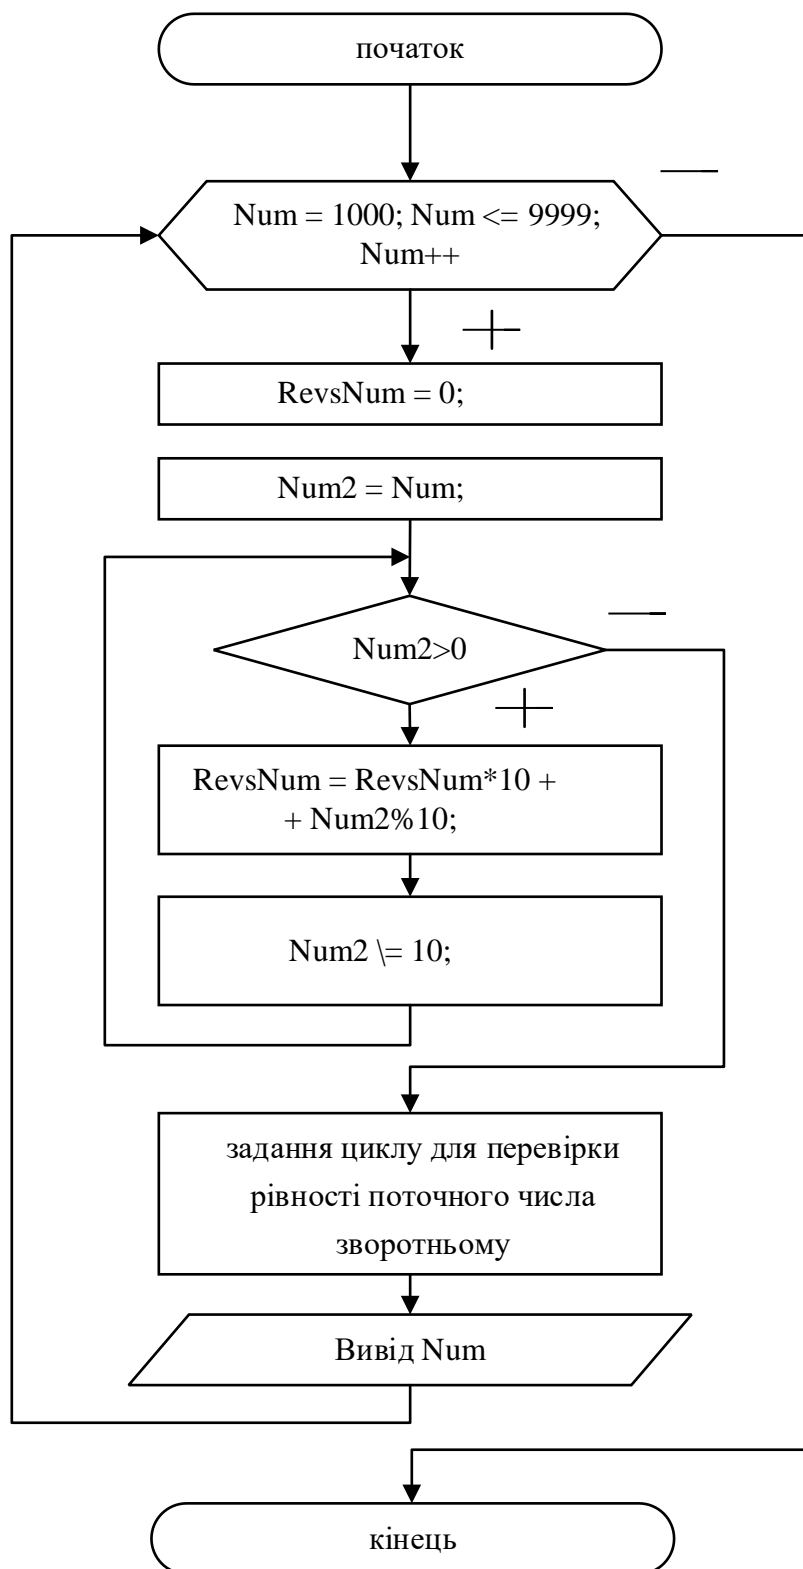 початок
Num = 1000; Num <= 9999;
Num++
RevsNum = 0;
Num2 = Num;
Num2>0
RevsNum = RevsNum*10 +
+ Num2%10;
Num2 \= 10;
задання циклу для перевірки
рівності поточного числа
зворотньому
Вивід Num
кінець